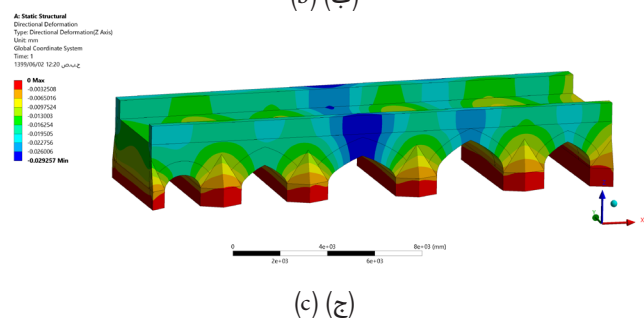 (b) (ب)
A: Static Structural
Directional Deformation
Type: Directional Deformation(Z Axis)
Unit: mm
Global Coordinate System
Time: 1
1399/06/02 12:20 ب.ظ
0 Max
-0.0032508
-0.0065016
-0.0097524
-0.013003
-0.016254
-0.019505
-0.022756
-0.026006
-0.029257 Min
0 4e+03 8e+03 (mm)
2e+03 6e+03
X
(c) (ج)